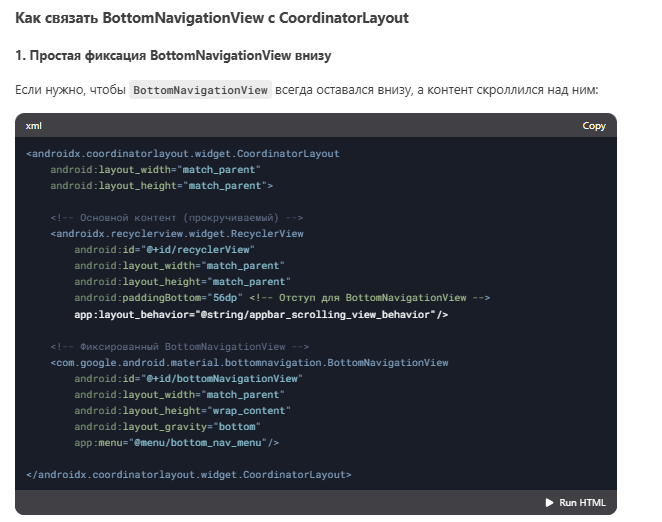 Как связать BottomNavigationView с CoordinatorLayout
1. Простая фиксация BottomNavigationView внизу
Если нужно, чтобы BottomNavigationView всегда оставался внизу, а контент скроллился над ним:
xml
Copy
<androidx.coordinatorlayout.widget.CoordinatorLayout
    android:layout_width="match_parent"
    android:layout_height="match_parent">

    <!-- Основной контент (прокручиваемый) -->
    <androidx.recyclerview.widget.RecyclerView
        android:id="@+id/recyclerView"
        android:layout_width="match_parent"
        android:layout_height="match_parent"
        android:paddingBottom="56dp" <!-- Отступ для BottomNavigationView -->
        app:layout_behavior="@string/appbar_scrolling_view_behavior"/>

    <!-- Фиксированный BottomNavigationView -->
    <com.google.android.material.bottomnavigation.BottomNavigationView
        android:id="@+id/bottomNavigationView"
        android:layout_width="match_parent"
        android:layout_height="wrap_content"
        android:layout_gravity="bottom"
        app:menu="@menu/bottom_nav_menu"/>

</androidx.coordinatorlayout.widget.CoordinatorLayout>
Run HTML